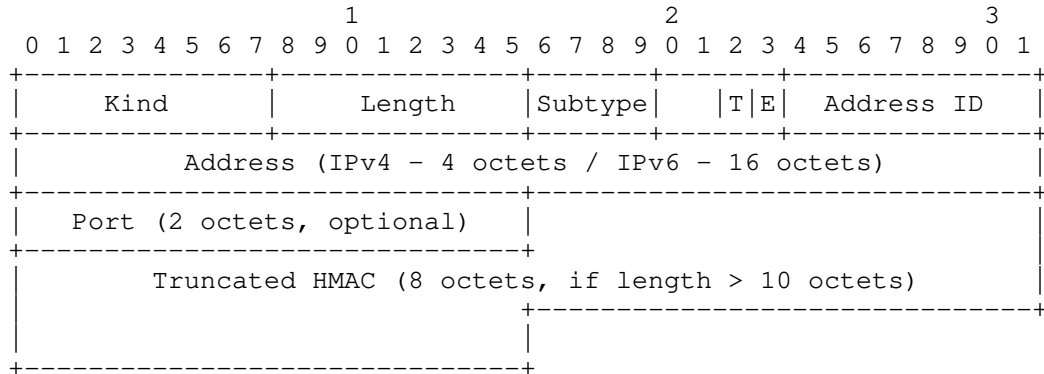 1 2 3
0 1 2 3 4 5 6 7 8 9 0 1 2 3 4 5 6 7 8 9 0 1 2 3 4 5 6 7 8 9 0 1
Kind Length Subtype T E Address ID
Address (IPv4 - 4 octets / IPv6 - 16 octets)
Port (2 octets, optional)
Truncated HMAC (8 octets, if length > 10 octets)